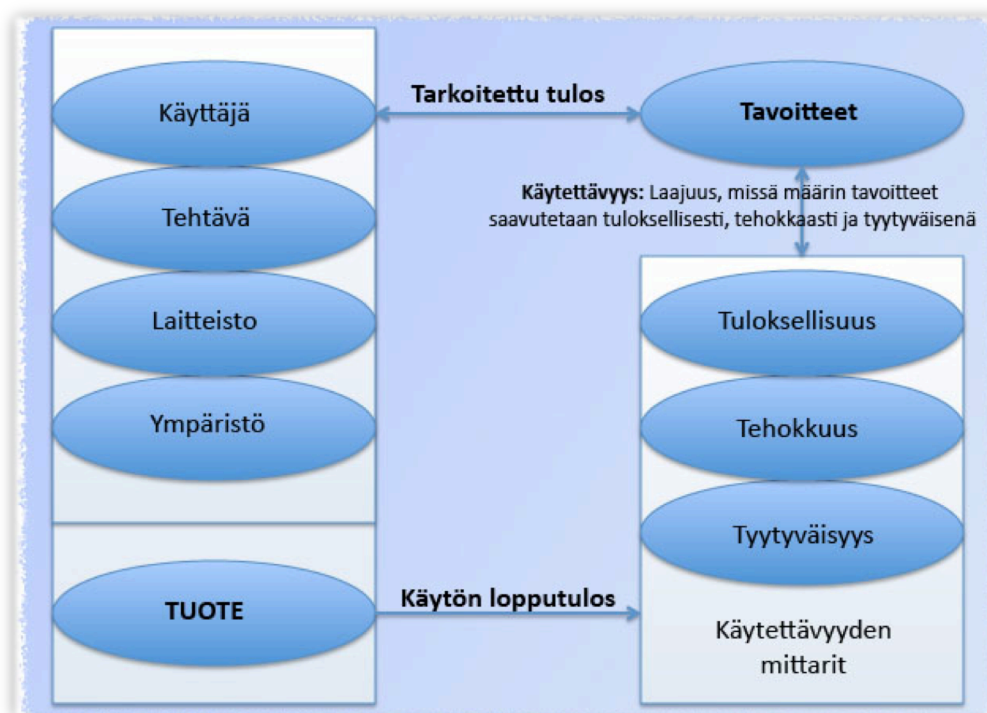 Käyttäjä
Tehtävä
Laitteisto
Ympäristö
TUOTE
Tarkoitettu tulos
Tavoitteet
Käytettävyys: Laajuus, missä määrin tavoitteet
saavutetaan tuloksellisesti, tehokkaasti ja tyytyväisenä
Tuloksellisuus
Tehokkuus
Tyytyväisyys
Käytettävyyden
mittarit
Käytön lopputulos